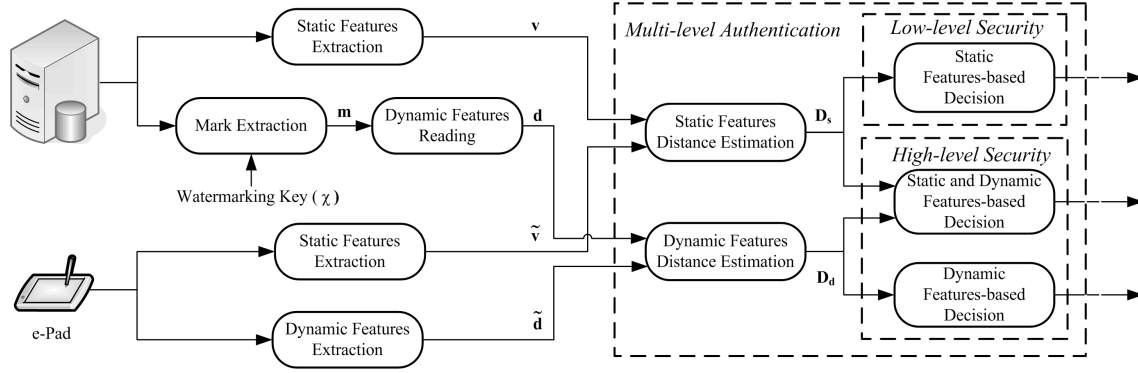 Static Features
Extraction
v
Multi-level Authentication
Low-level Security
Static
Features-based
Decision
Mark Extraction
m
Dynamic Features
Reading
d
Static Features
Distance Estimation
D_s
High-level Security
Static and Dynamic
Features-based
Decision
Watermarking Key ( χ )
Static Features
Extraction
ṽ
Dynamic Features
Distance Estimation
D_d
Dynamic
Features-based
Decision
e-Pad
Dynamic Features
Extraction
d̃